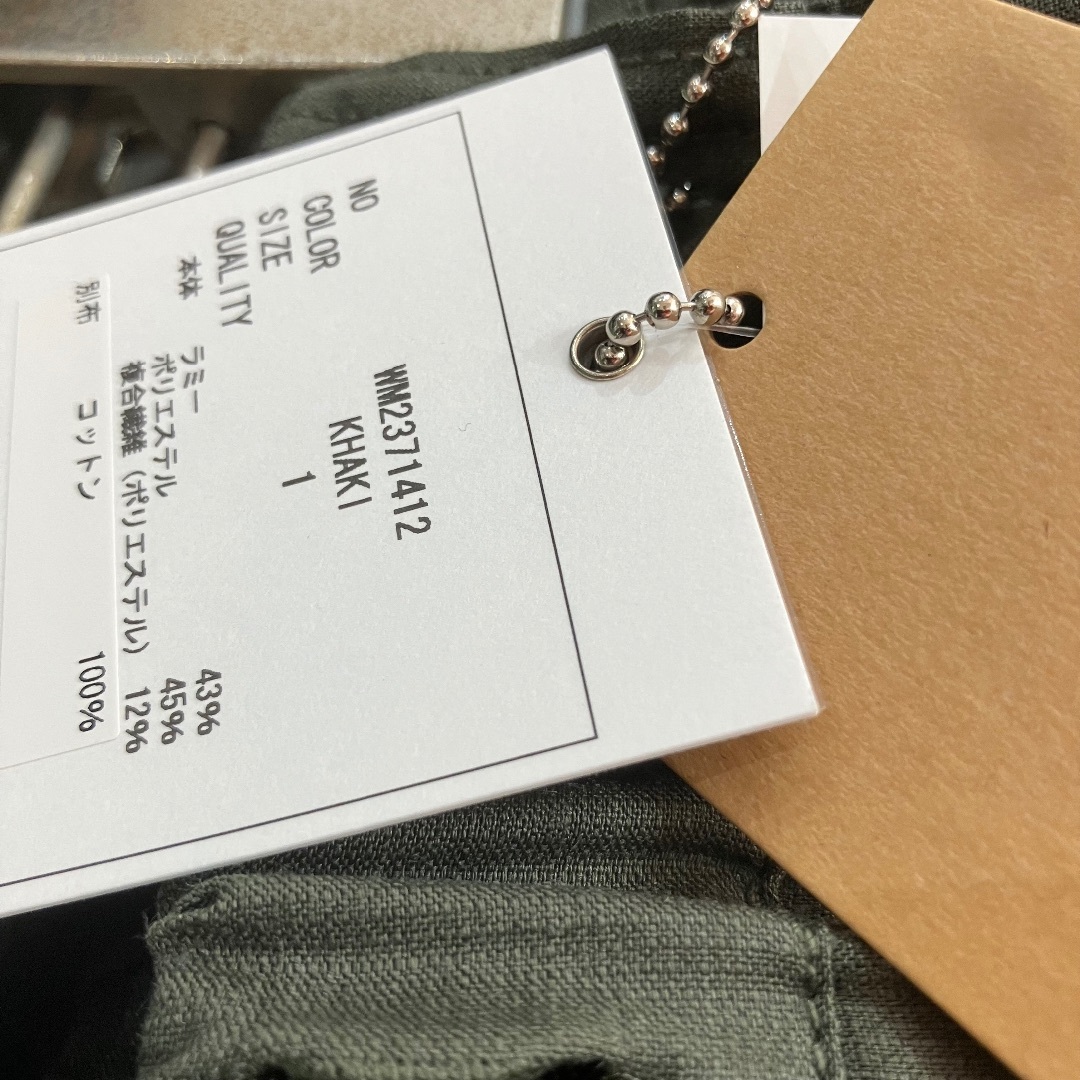 NO WM2371412
COLOR KHAKI
SIZE 1
QUALITY
本体 ラミー 43%
ポリエステル 45%
複合繊維(ポリエステル) 12%
別布 コットン 100%